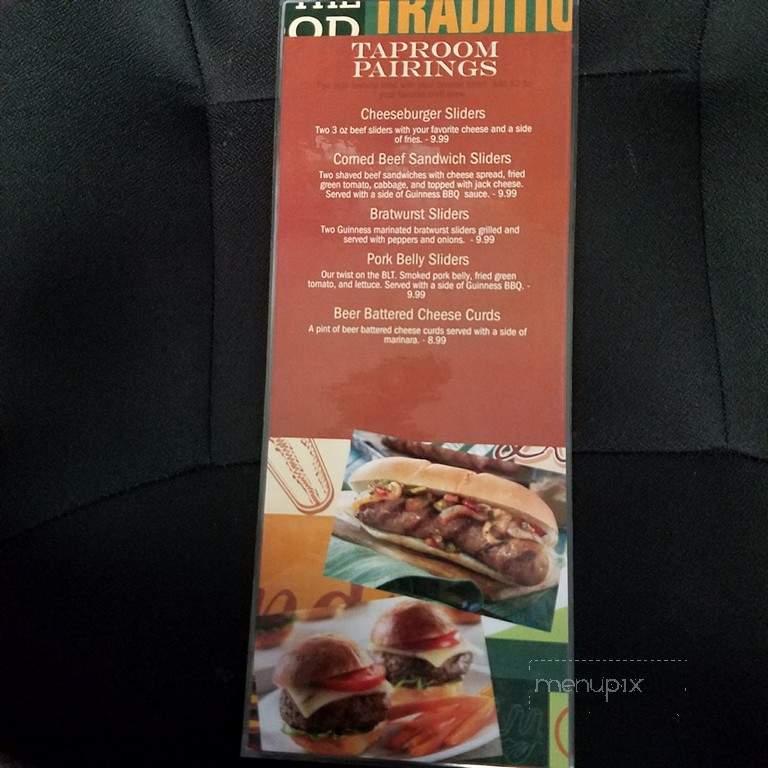 THE
OD TRADITIO
TAPROOM
PAIRINGS
Cheeseburger Sliders
Two 3 oz beef sliders with your favorite cheese and a side
of fries. - 9.99
Corned Beef Sandwich Sliders
Two shaved beef sandwiches with cheese spread, fried
green tomato, cabbage, and topped with jack cheese.
Served with a side of Guinness BBQ sauce. - 9.99
Bratwurst Sliders
Two Guinness marinated bratwurst sliders grilled and
served with peppers and onions. - 9.99
Pork Belly Sliders
Our twist on the BLT. Smoked pork belly, fried green
tomato, and lettuce. Served with a side of Guinness BBQ. -
9.99
Beer Battered Cheese Curds
A pint of beer battered cheese curds served with a side of
marinara. - 8.99
menupix